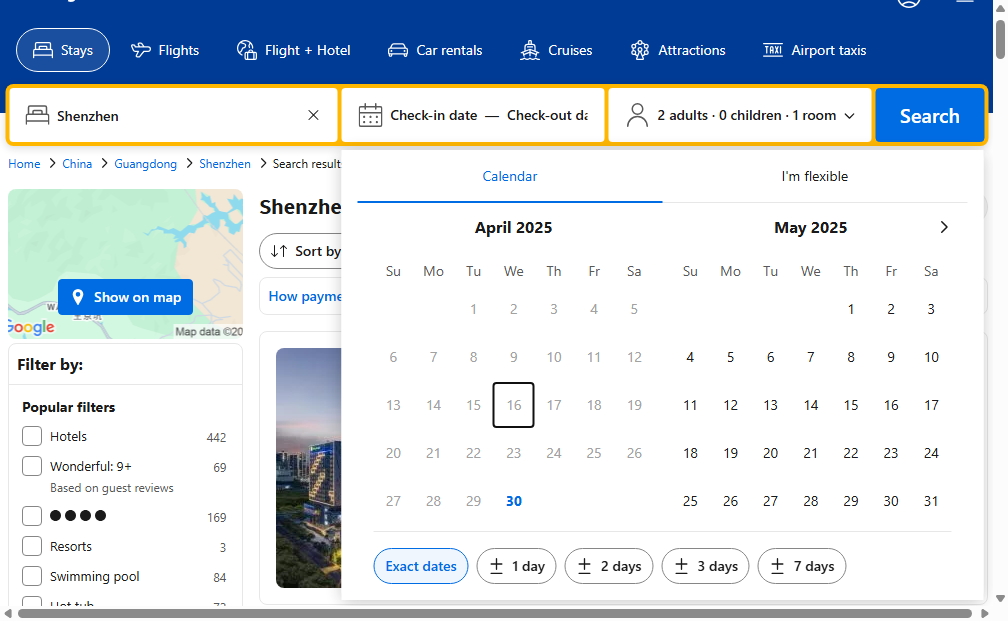 Stays
Flights
Flight + Hotel
Car rentals
Cruises
Attractions
TAXI
Airport taxis
Shenzhen
Check-in date — Check-out da
2 adults · 0 children · 1 room
Search
Home
China
Guangdong
Shenzhen
Search result
Calendar
I'm flexible
Shenzhe
Sort by
How payme
Show on map
Google
Map data ©20
April 2025
Su Mo Tu We Th Fr Sa
1 2 3 4 5
6 7 8 9 10 11 12
13 14 15 16 17 18 19
20 21 22 23 24 25 26
27 28 29 30
May 2025
Su Mo Tu We Th Fr Sa
1 2 3
4 5 6 7 8 9 10
11 12 13 14 15 16 17
18 19 20 21 22 23 24
25 26 27 28 29 30 31
Exact dates
± 1 day
± 2 days
± 3 days
± 7 days
Filter by:
Popular filters
Hotels 442
Wonderful: 9+ 69
Based on guest reviews
169
Resorts 3
Swimming pool 84
Hot tub 72